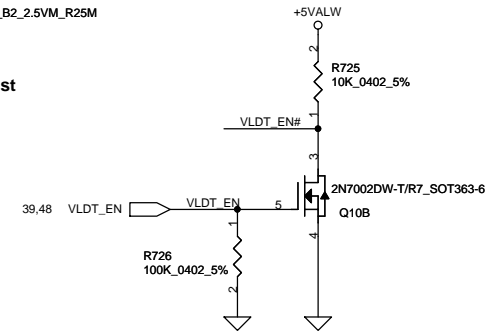 _B2_2.5VM_R25M
+5VALW
2
R725
10K_0402_5%
st
1
VLDT_EN#
3
2N7002DW-T/R7_SOT363-6
39,48 VLDT_EN
VLDT_EN
5
Q10B
1
4
R726
100K_0402_5%
2